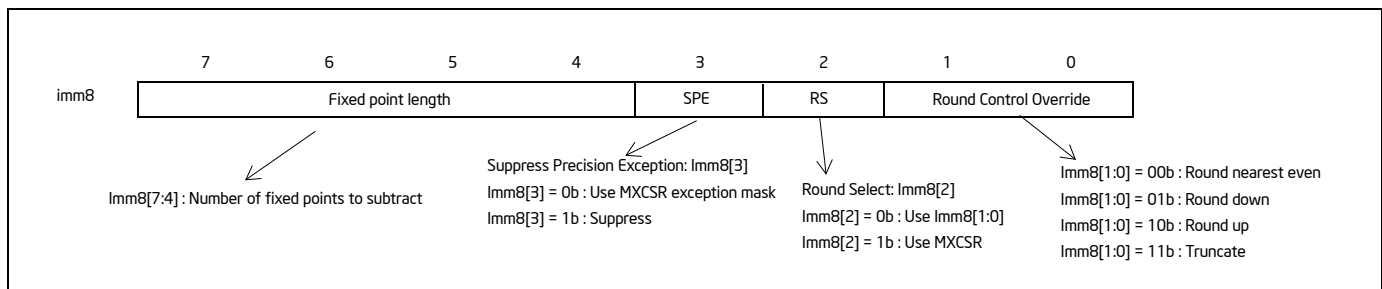 7 6 5 4 3 2 1 0
imm8 Fixed point length SPE RS Round Control Override
Imm8[7:4] : Number of fixed points to subtract
Suppress Precision Exception: Imm8[3]
Imm8[3] = 0b : Use MXCSR exception mask
Imm8[3] = 1b : Suppress
Round Select: Imm8[2]
Imm8[2] = 0b : Use Imm8[1:0]
Imm8[2] = 1b : Use MXCSR
Imm8[1:0] = 00b : Round nearest even
Imm8[1:0] = 01b : Round down
Imm8[1:0] = 10b : Round up
Imm8[1:0] = 11b : Truncate